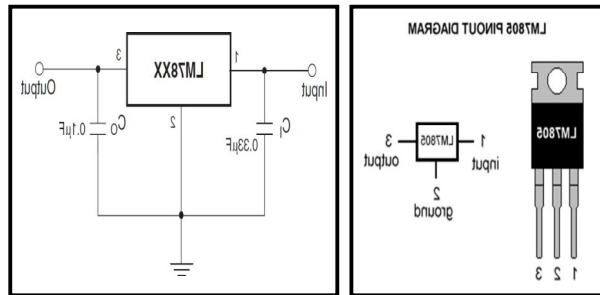 LM7805 PINOUT DIAGRAM
LM7805
1 2 3
LM7805
1
input
2
ground
3
output
LM78XX
1
2
3
Input
Output
CI
0.33µF
CO
0.1µF